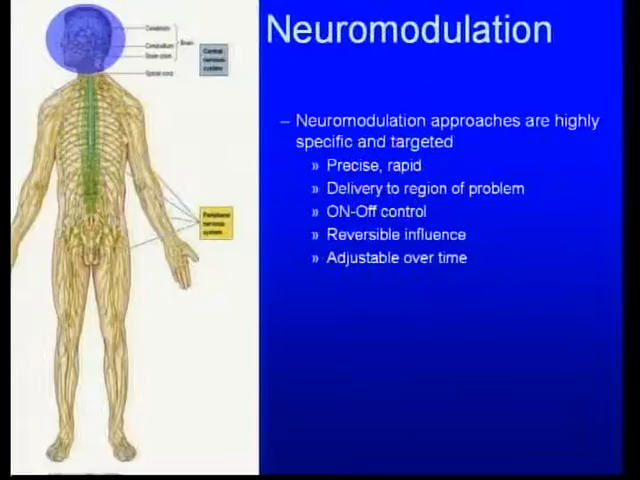 Neuromodulation
– Neuromodulation approaches are highly
specific and targeted
» Precise, rapid
» Delivery to region of problem
» ON-Off control
» Reversible influence
» Adjustable over time
Cerebrum
Cerebellum
Brain stem
Brain
Spinal cord
Central
nervous
system
Peripheral
nervous
system